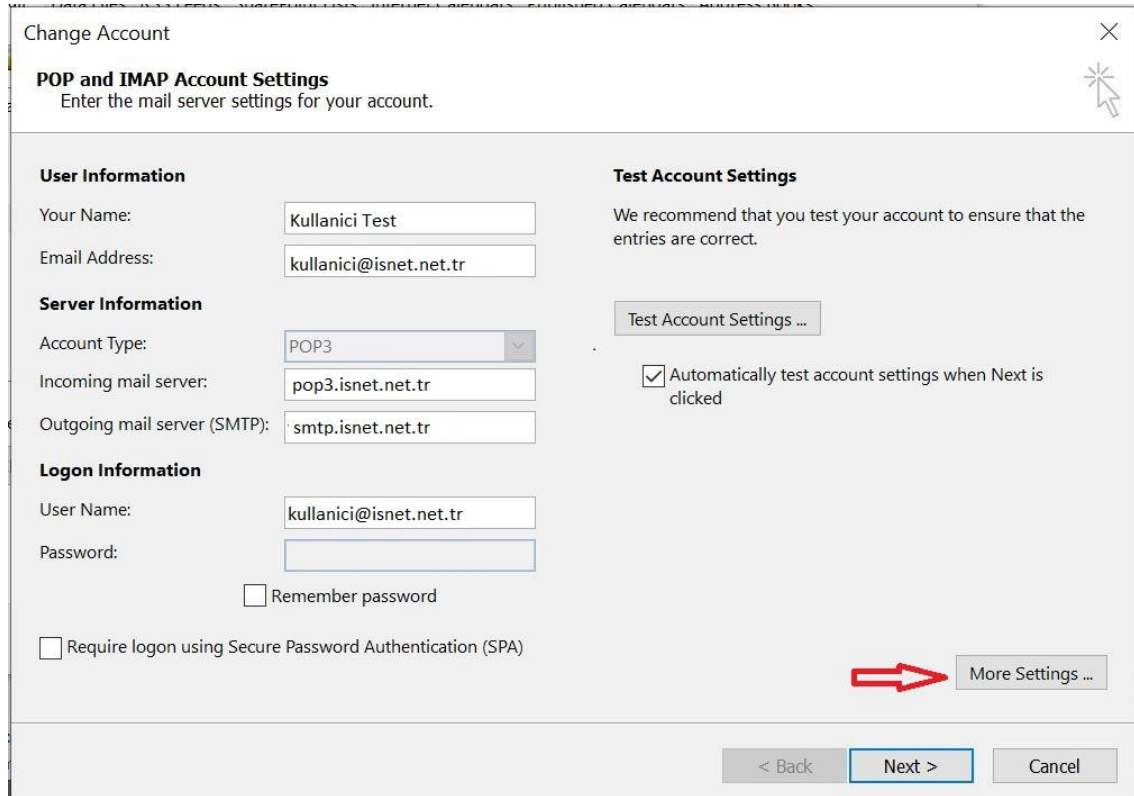 Change Account
POP and IMAP Account Settings
Enter the mail server settings for your account.
User Information
Your Name:
Kullanici Test
Email Address:
kullanici@isnet.net.tr
Server Information
Account Type:
POP3
Incoming mail server:
pop3.isnet.net.tr
Outgoing mail server (SMTP):
smtp.isnet.net.tr
Logon Information
User Name:
kullanici@isnet.net.tr
Password:
Remember password
Require logon using Secure Password Authentication (SPA)
Test Account Settings
We recommend that you test your account to ensure that the
entries are correct.
Test Account Settings ...
Automatically test account settings when Next is
clicked
More Settings ...
< Back
Next >
Cancel